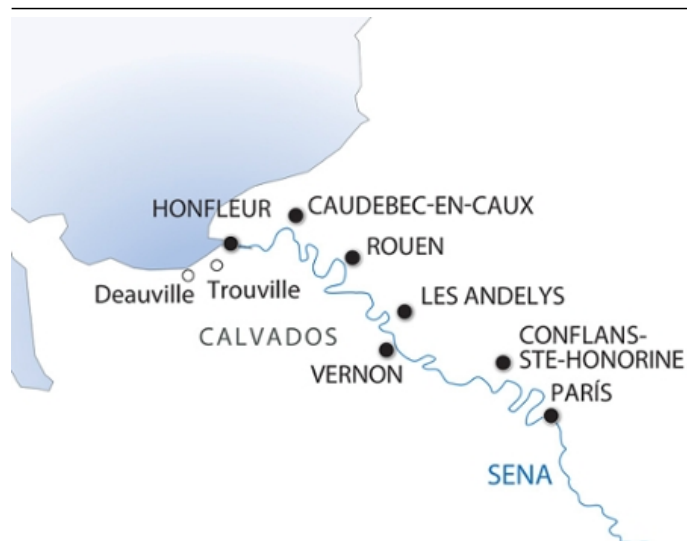 HONFLEUR
CAUDEBEC-EN-CAUX
ROUEN
Deauville
Trouville
LES ANDELYS
CALVADOS
CONFLANS-
STE-HONORINE
VERNON
PARÍS
SENA